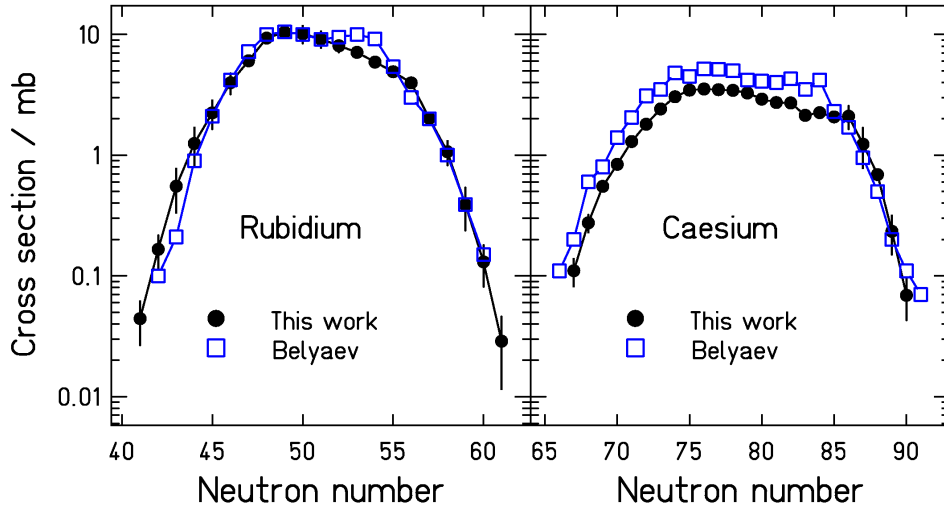 Cross section / mb
10
1
0.1
0.01
Rubidium
This work
Belyaev
40 45 50 55 60
Neutron number
Caesium
This work
Belyaev
65 70 75 80 85 90
Neutron number